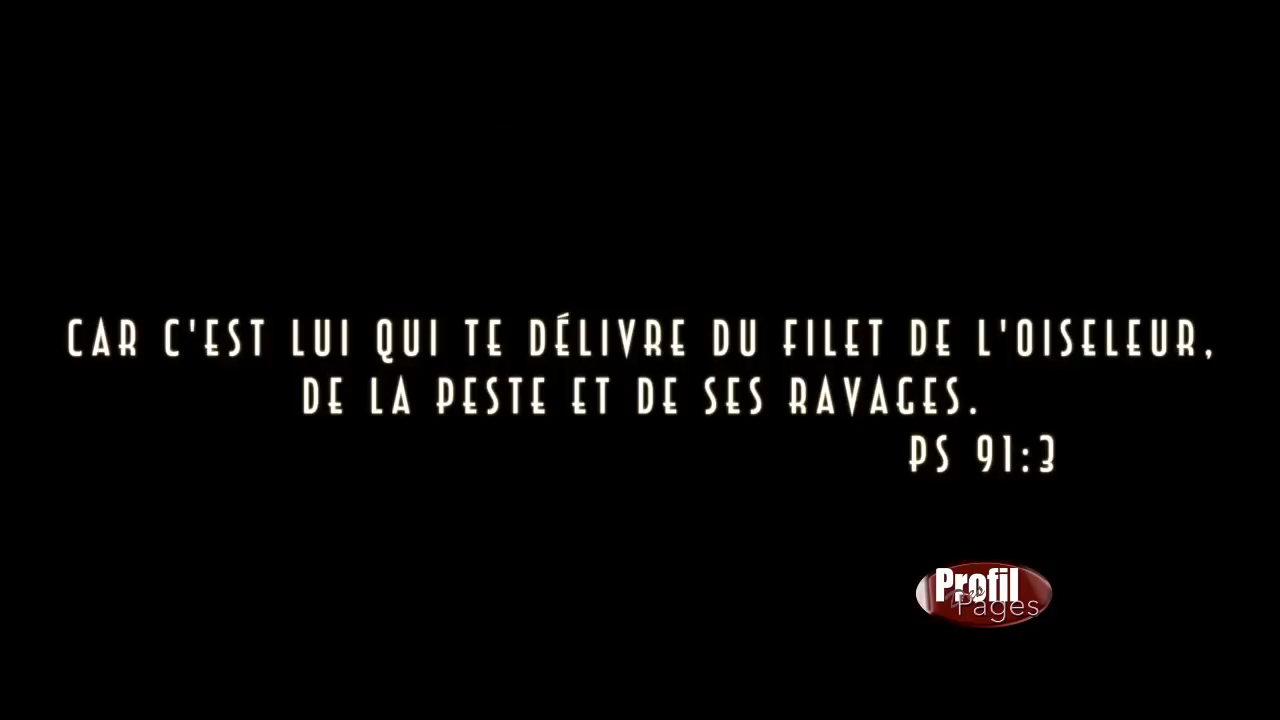 CAR C'EST LUI QUI TE DÉLIVRE DU FILET DE L'OISELEUR,
DE LA PESTE ET DE SES RAVAGES.
PS 91:3
Profil
Des
Pages